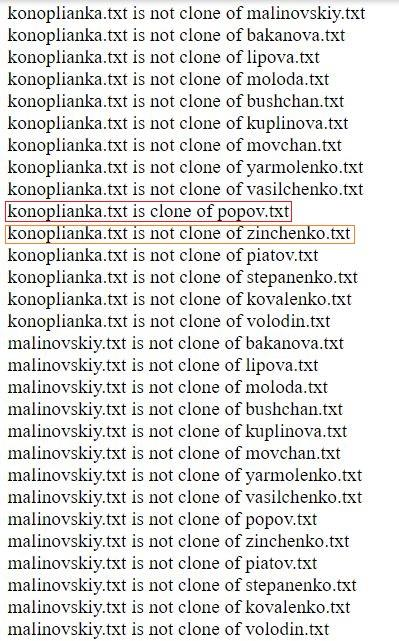 konoplianka.txt is not clone of malinovskiy.txt
konoplianka.txt is not clone of bakanova.txt
konoplianka.txt is not clone of lipova.txt
konoplianka.txt is not clone of moloda.txt
konoplianka.txt is not clone of bushchan.txt
konoplianka.txt is not clone of kuplinova.txt
konoplianka.txt is not clone of movchan.txt
konoplianka.txt is not clone of yarmolenko.txt
konoplianka.txt is not clone of vasilchenko.txt
konoplianka.txt is clone of popov.txt
konoplianka.txt is not clone of zinchenko.txt
konoplianka.txt is not clone of piatov.txt
konoplianka.txt is not clone of stepanenko.txt
konoplianka.txt is not clone of kovalenko.txt
konoplianka.txt is not clone of volodin.txt
malinovskiy.txt is not clone of bakanova.txt
malinovskiy.txt is not clone of lipova.txt
malinovskiy.txt is not clone of moloda.txt
malinovskiy.txt is not clone of bushchan.txt
malinovskiy.txt is not clone of kuplinova.txt
malinovskiy.txt is not clone of movchan.txt
malinovskiy.txt is not clone of yarmolenko.txt
malinovskiy.txt is not clone of vasilchenko.txt
malinovskiy.txt is not clone of popov.txt
malinovskiy.txt is not clone of zinchenko.txt
malinovskiy.txt is not clone of piatov.txt
malinovskiy.txt is not clone of stepanenko.txt
malinovskiy.txt is not clone of kovalenko.txt
malinovskiy.txt is not clone of volodin.txt